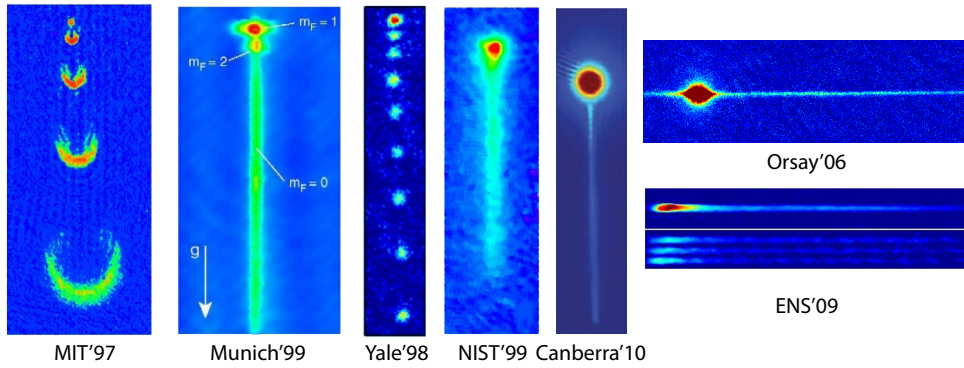 m_F = 1
m_F = 2
m_F = 0
g
MIT'97
Munich'99
Yale'98
NIST'99
Canberra'10
Orsay'06
ENS'09